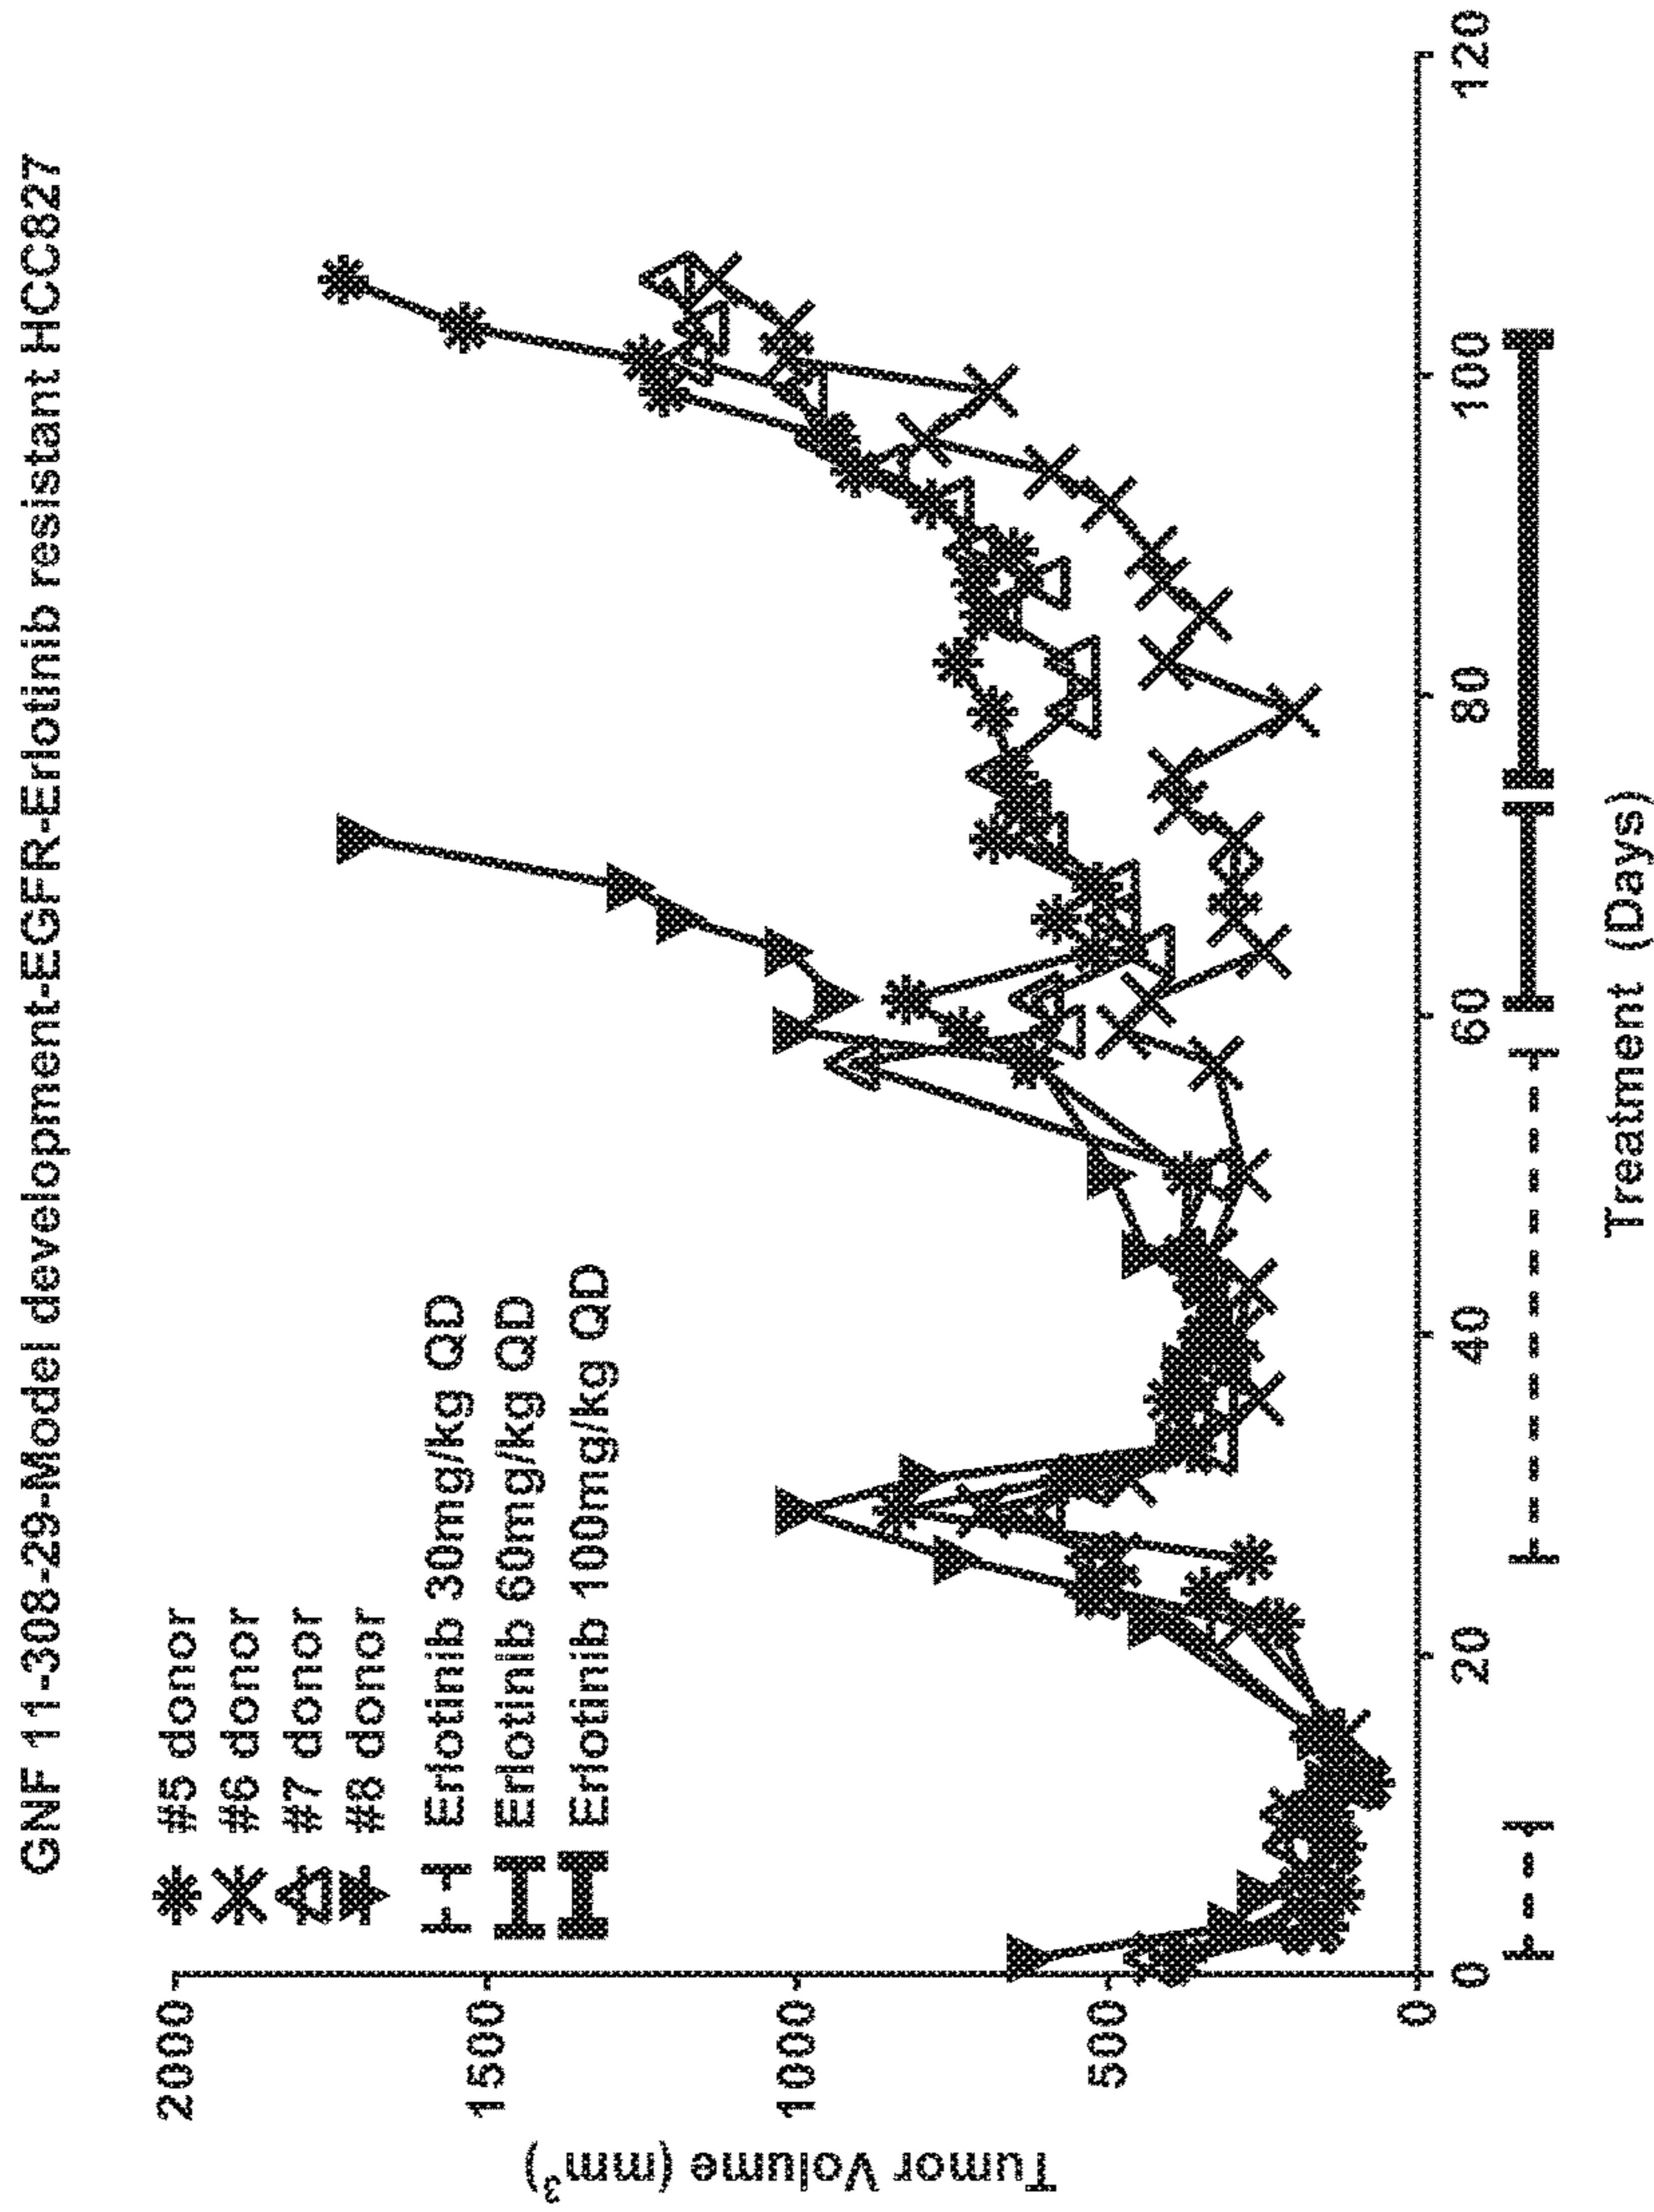 GNF 11-308-29-Model development-EGFR-Erlotinib resistant HCC827
#5 donor
#6 donor
#7 donor
#8 donor
Erlotinib 30mg/kg QD
Erlotinib 60mg/kg QD
Erlotinib 100mg/kg QD
Tumor Volume (mm³)
2000
1500
1000
500
0
0 20 40 60 80 100 120
Treatment (Days)